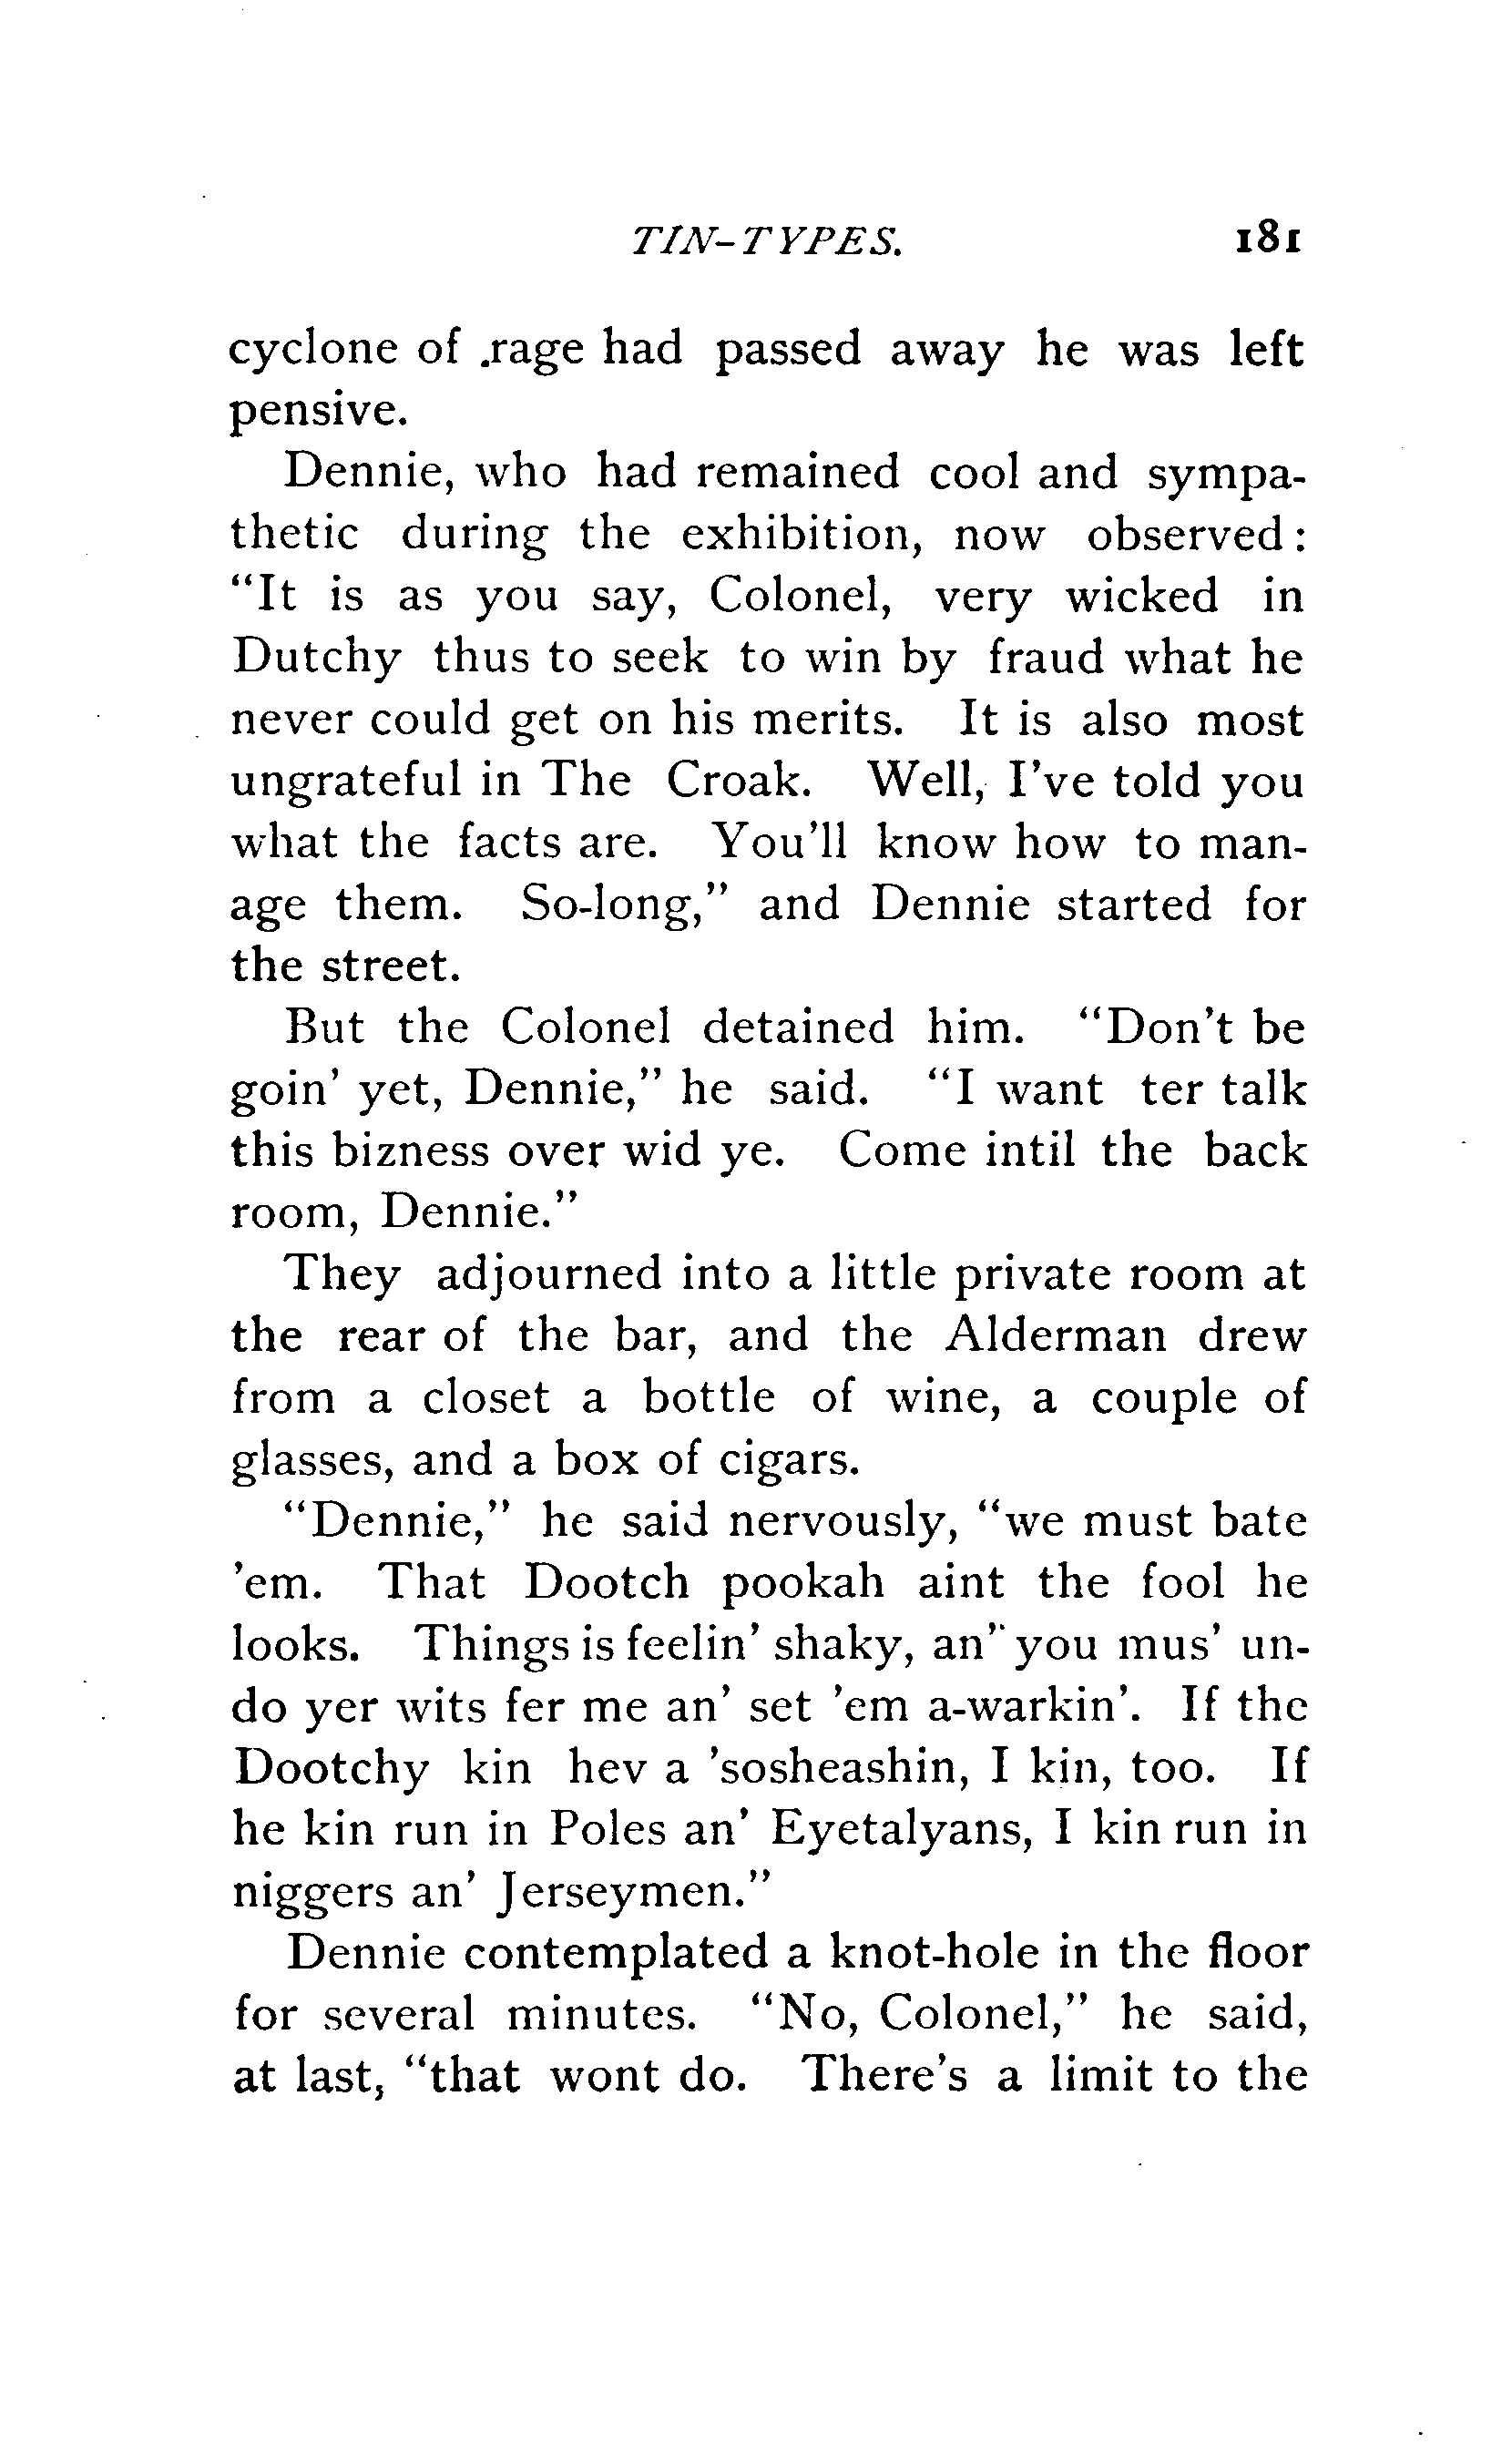 TIN-TYPES. 181
cyclone of rage had passed away he was left
pensive.
Dennie, who had remained cool and sympa-
thetic during the exhibition, now observed:
"It is as you say, Colonel, very wicked in
Dutchy thus to seek to win by fraud what he
never could get on his merits. It is also most
ungrateful in The Croak. Well, I've told you
what the facts are. You'll know how to man-
age them. So-long," and Dennie started for
the street.
But the Colonel detained him. "Don't be
goin' yet, Dennie," he said. "I want ter talk
this bizness over wid ye. Come intil the back
room, Dennie."
They adjourned into a little private room at
the rear of the bar, and the Alderman drew
from a closet a bottle of wine, a couple of
glasses, and a box of cigars.
"Dennie," he said nervously, "we must bate
'em. That Dootch pookah aint the fool he
looks. Things is feelin' shaky, an' you mus' un-
do yer wits fer me an' set 'em a-warkin'. If the
Dootchy kin hev a 'sosheashin, I kin, too. If
he kin run in Poles an' Eyetalyans, I kin run in
niggers an' Jerseymen."
Dennie contemplated a knot-hole in the floor
for several minutes. "No, Colonel," he said,
at last, "that wont do. There's a limit to the